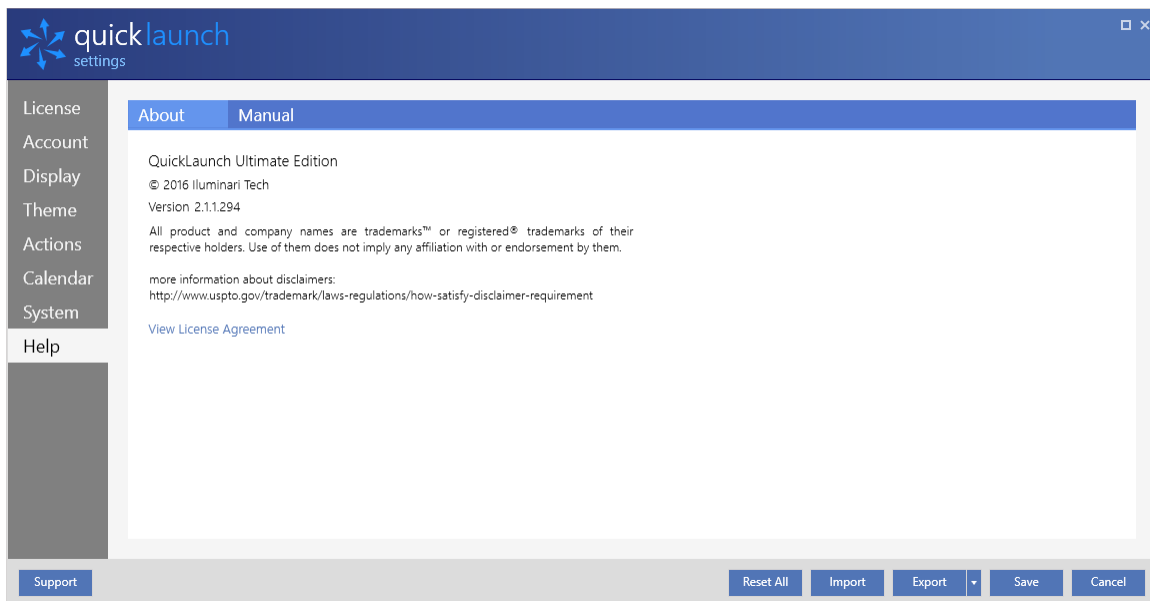 quicklaunch
settings
License
Account
Display
Theme
Actions
Calendar
System
Help
About Manual
QuickLaunch Ultimate Edition
© 2016 Iluminari Tech
Version 2.1.1.294
All product and company names are trademarks™ or registered® trademarks of their
respective holders. Use of them does not imply any affiliation with or endorsement by them.
more information about disclaimers:
http://www.uspto.gov/trademark/laws-regulations/how-satisfy-disclaimer-requirement
View License Agreement
Support Reset All Import Export Save Cancel